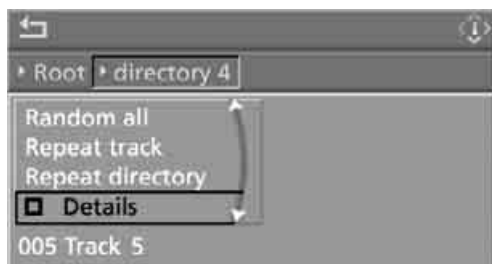 Root directory 4
Random all
Repeat track
Repeat directory
Details
005 Track 5